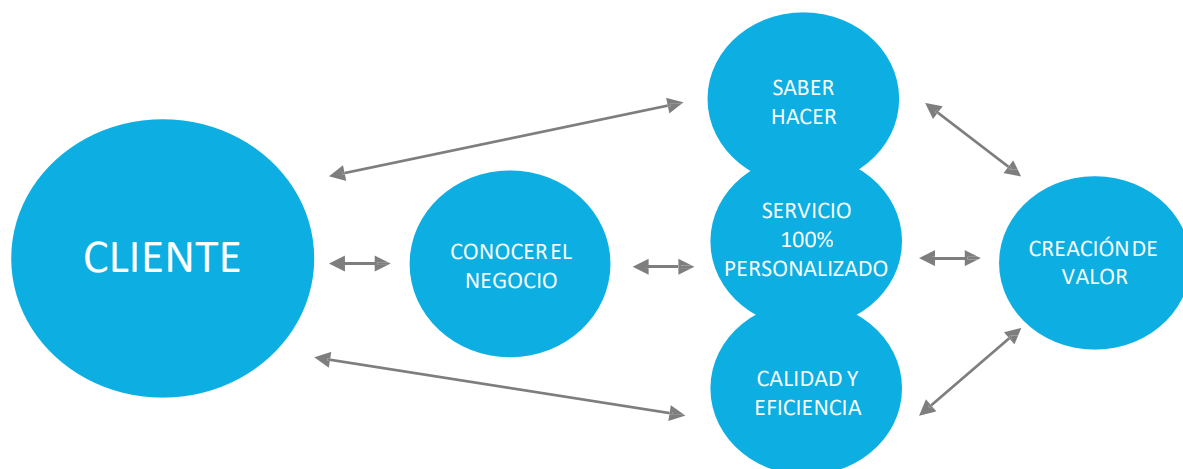 CLIENTE
CONOCER EL
NEGOCIO
SABER
HACER
SERVICIO
100%
PERSONALIZADO
CALIDAD Y
EFICIENCIA
CREACIÓN DE
VALOR